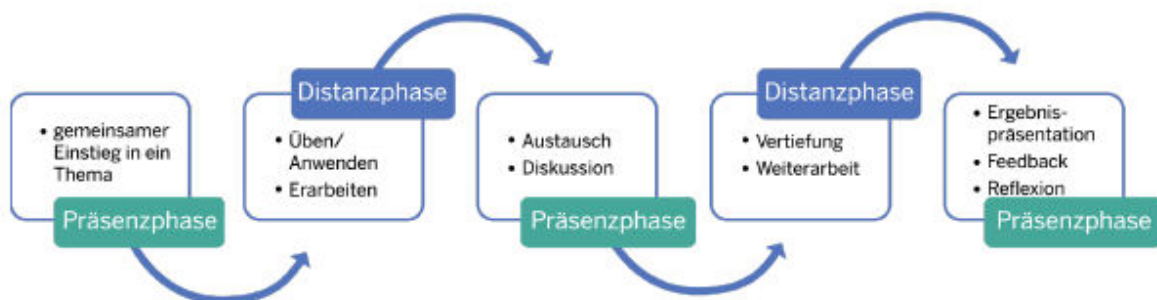 • gemeinsamer
Einstieg in ein
Thema
Präsenzphase
Distanzphase
• Üben/
Anwenden
• Erarbeiten
• Austausch
• Diskussion
Präsenzphase
Distanzphase
• Vertiefung
• Weiterarbeit
• Ergebnis-
präsentation
• Feedback
• Reflexion
Präsenzphase